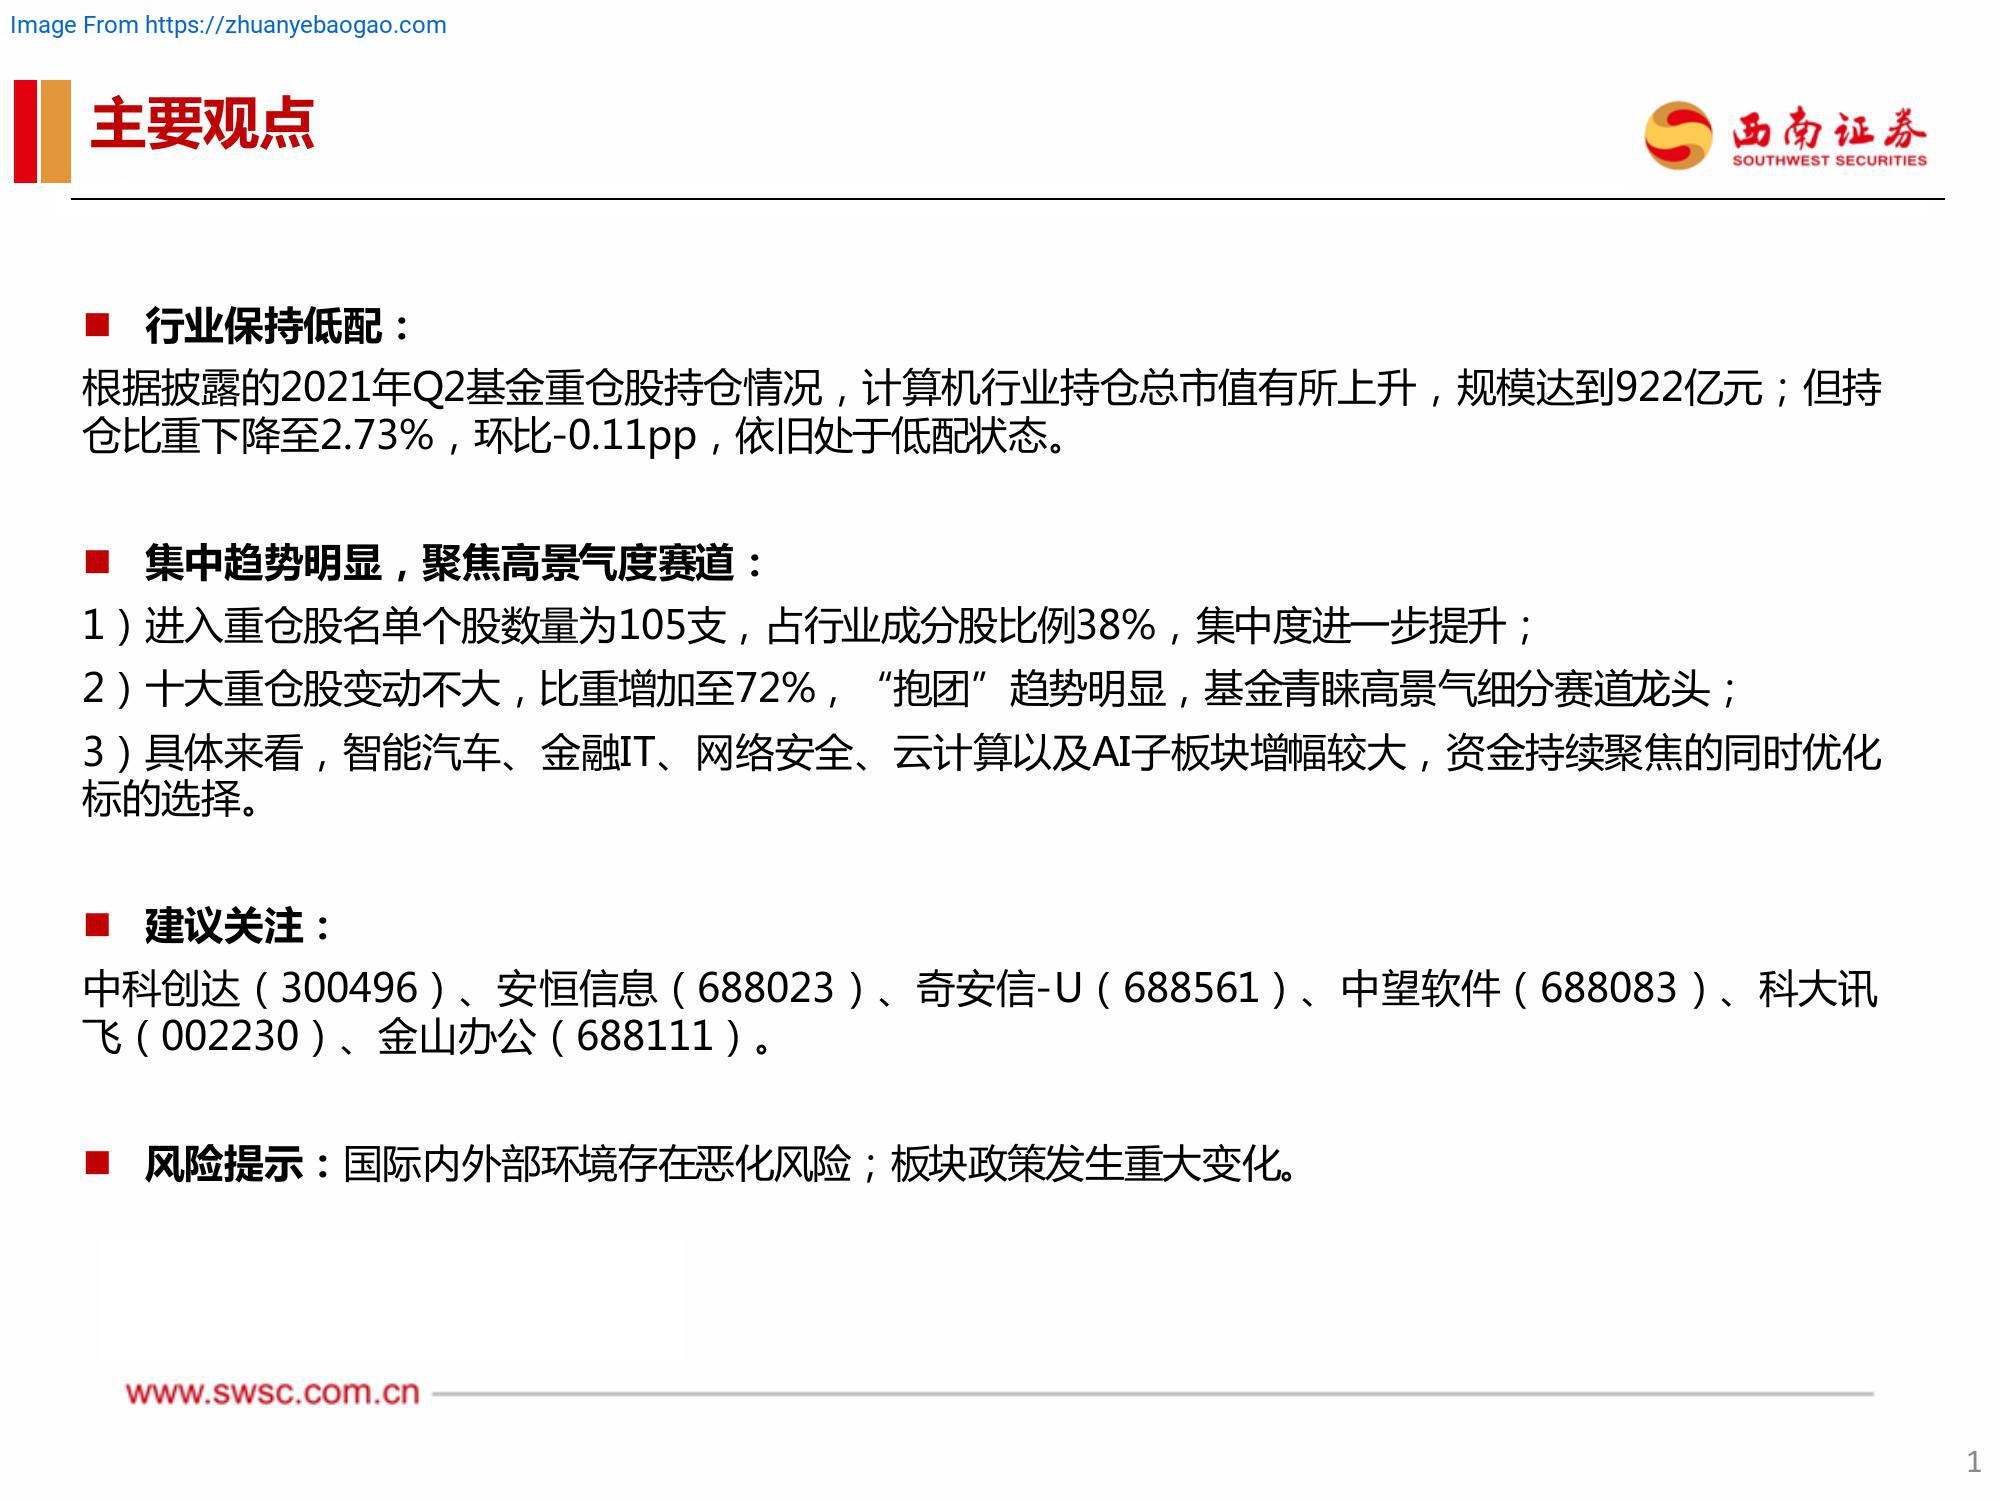 Image From https://zhuanyebaogao.com
主要观点
西南证券
SOUTHWEST SECURITIES
行业保持低配：
根据披露的2021年Q2基金重仓股持仓情况，计算机行业持仓总市值有所上升，规模达到922亿元；但持
仓比重下降至2.73%，环比-0.11pp，依旧处于低配状态。
集中趋势明显，聚焦高景气度赛道：
1）进入重仓股名单个股数量为105支，占行业成分股比例38%，集中度进一步提升；
2）十大重仓股变动不大，比重增加至72%，“抱团”趋势明显，基金青睐高景气细分赛道龙头；
3）具体来看，智能汽车、金融IT、网络安全、云计算以及AI子板块增幅较大，资金持续聚焦的同时优化
标的选择。
建议关注：
中科创达（300496）、安恒信息（688023）、奇安信-U（688561）、中望软件（688083）、科大讯
飞（002230）、金山办公（688111）。
风险提示：国际内外部环境存在恶化风险；板块政策发生重大变化。
www.swsc.com.cn
1